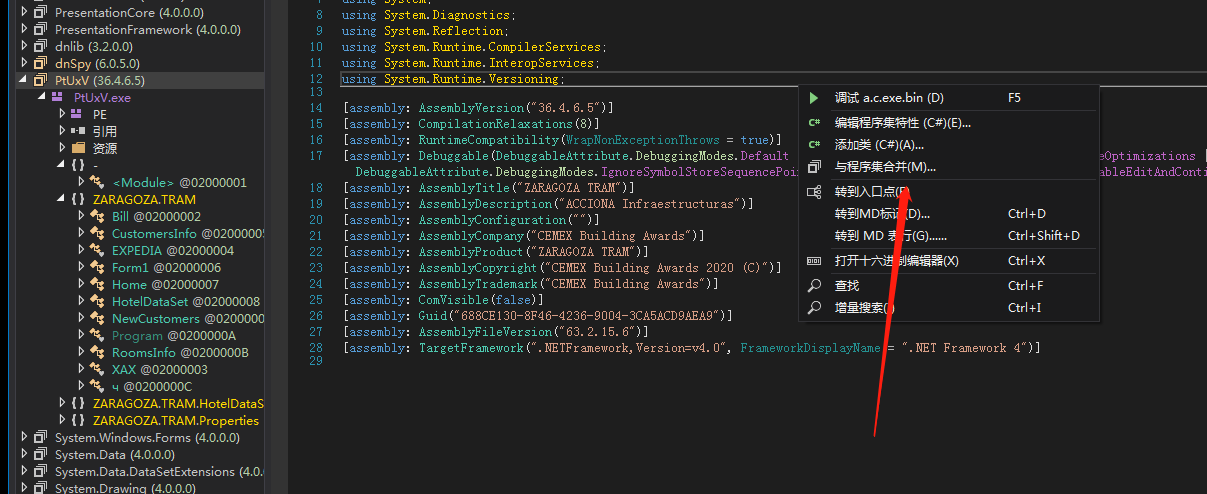 PresentationCore (4.0.0.0)
PresentationFramework (4.0.0.0)
dnlib (3.2.0.0)
dnSpy (6.0.5.0)
PtUxV (36.4.6.5)
PtUxV.exe
PE
引用
资源
{ } -
<Module> @02000001
{ } ZARAGOZA.TRAM
Bill @02000002
CustomersInfo @02000005
EXPEDIA @02000004
Form1 @02000006
Home @02000007
HotelDataSet @02000008
NewCustomers @0200000
Program @0200000A
RoomsInfo @0200000B
XAX @02000003
ч @0200000C
{ } ZARAGOZA.TRAM.HotelDataS
{ } ZARAGOZA.TRAM.Properties
System.Windows.Forms (4.0.0.0)
System.Data (4.0.0.0)
System.Data.DataSetExtensions (4.0.
System.Drawing (4.0.0.0)
7 using System;
8 using System.Diagnostics;
9 using System.Reflection;
10 using System.Runtime.CompilerServices;
11 using System.Runtime.InteropServices;
12 using System.Runtime.Versioning;
13
14 [assembly: AssemblyVersion("36.4.6.5")]
15 [assembly: CompilationRelaxations(8)]
16 [assembly: RuntimeCompatibility(WrapNonExceptionThrows = true)]
17 [assembly: Debuggable(DebuggableAttribute.DebuggingModes.Default eOptimizations |
DebuggableAttribute.DebuggingModes.IgnoreSymbolStoreSequencePoi ableEditAndConti
18 [assembly: AssemblyTitle("ZARAGOZA TRAM")]
19 [assembly: AssemblyDescription("ACCIONA Infraestructuras")]
20 [assembly: AssemblyConfiguration("")]
21 [assembly: AssemblyCompany("CEMEX Building Awards")]
22 [assembly: AssemblyProduct("ZARAGOZA TRAM")]
23 [assembly: AssemblyCopyright("CEMEX Building Awards 2020 (C)")]
24 [assembly: AssemblyTrademark("CEMEX Building Awards")]
25 [assembly: ComVisible(false)]
26 [assembly: Guid("688CE130-8F46-4236-9004-3CA5ACD9AEA9")]
27 [assembly: AssemblyFileVersion("63.2.15.6")]
28 [assembly: TargetFramework(".NETFramework,Version=v4.0", FrameworkDisplayName = ".NET Framework 4")]
29
调试 a.c.exe.bin (D) F5
C# 编辑程序集特性 (C#)(E)...
C# 添加类 (C#)(A)...
与程序集合并(M)...
转到入口点
转到MD标记(D)... Ctrl+D
转到 MD 表行(G)...... Ctrl+Shift+D
打开十六进制编辑器(X) Ctrl+X
查找 Ctrl+F
增量搜索(I) Ctrl+I